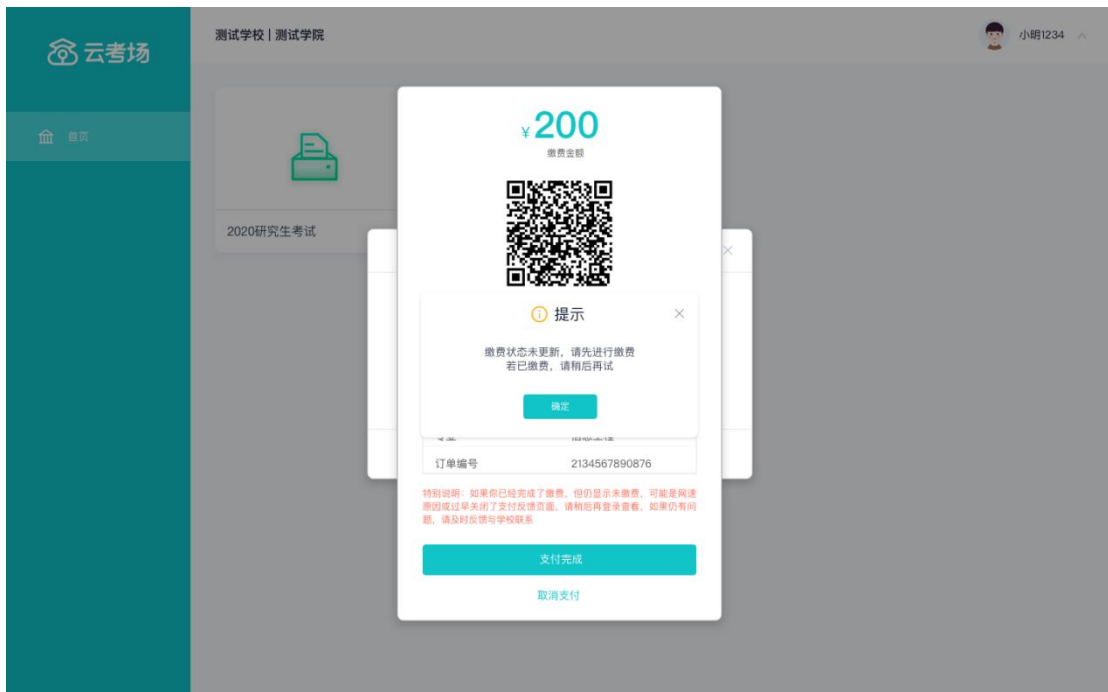 云考场
测试学校 | 测试学院
小明1234
首页
2020研究生考试
¥200
缴费金额
提示
缴费状态未更新，请先进行缴费
若已缴费，请稍后再试
确定
订单编号 2134567890876
特别说明：如果你已经完成了缴费，但仍显示未缴费，可能是网速
原因或过早关闭了支付反馈页面，请稍后再登录查看，如果仍有问
题，请及时反馈与学校联系
支付完成
取消支付